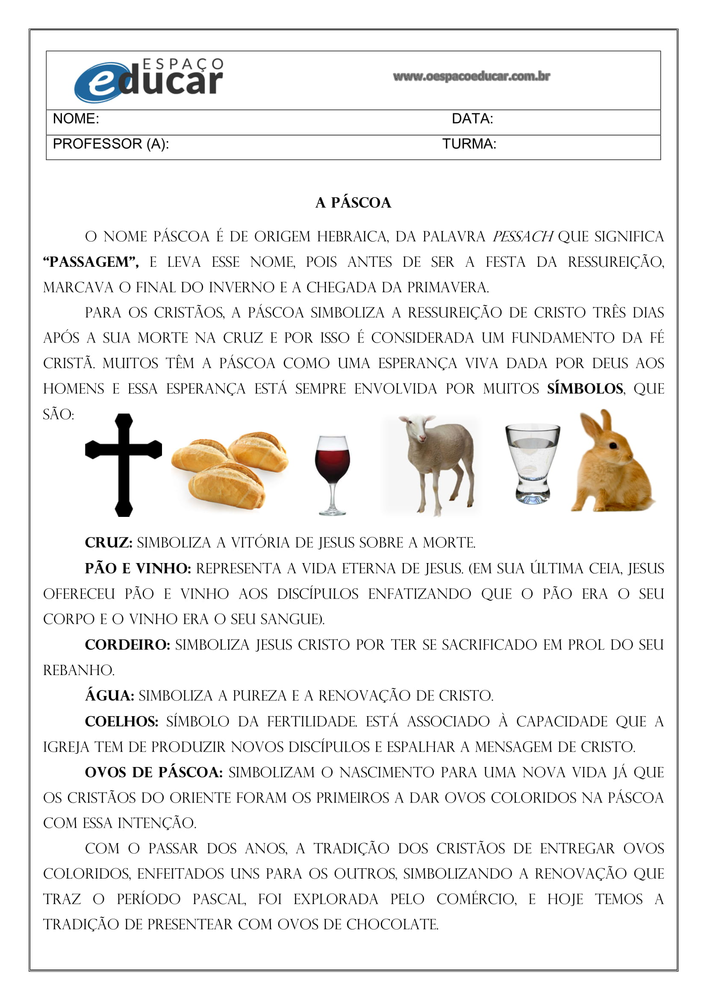 ESPAÇO
educar
www.oespacoeducar.com.br
NOME: DATA:
PROFESSOR (A): TURMA:
A PÁSCOA
O NOME PÁSCOA É DE ORIGEM HEBRAICA, DA PALAVRA PESSACH QUE SIGNIFICA
“PASSAGEM”, E LEVA ESSE NOME, POIS ANTES DE SER A FESTA DA RESSUREIÇÃO,
MARCAVA O FINAL DO INVERNO E A CHEGADA DA PRIMAVERA.
PARA OS CRISTÃOS, A PÁSCOA SIMBOLIZA A RESSUREIÇÃO DE CRISTO TRÊS DIAS
APÓS A SUA MORTE NA CRUZ E POR ISSO É CONSIDERADA UM FUNDAMENTO DA FÉ
CRISTÃ. MUITOS TÊM A PÁSCOA COMO UMA ESPERANÇA VIVA DADA POR DEUS AOS
HOMENS E ESSA ESPERANÇA ESTÁ SEMPRE ENVOLVIDA POR MUITOS SÍMBOLOS, QUE
SÃO:
CRUZ: SIMBOLIZA A VITÓRIA DE JESUS SOBRE A MORTE.
PÃO E VINHO: REPRESENTA A VIDA ETERNA DE JESUS. (EM SUA ÚLTIMA CEIA, JESUS
OFERECEU PÃO E VINHO AOS DISCÍPULOS ENFATIZANDO QUE O PÃO ERA O SEU
CORPO E O VINHO ERA O SEU SANGUE).
CORDEIRO: SIMBOLIZA JESUS CRISTO POR TER SE SACRIFICADO EM PROL DO SEU
REBANHO.
ÁGUA: SIMBOLIZA A PUREZA E A RENOVAÇÃO DE CRISTO.
COELHOS: SÍMBOLO DA FERTILIDADE. ESTÁ ASSOCIADO À CAPACIDADE QUE A
IGREJA TEM DE PRODUZIR NOVOS DISCÍPULOS E ESPALHAR A MENSAGEM DE CRISTO.
OVOS DE PÁSCOA: SIMBOLIZAM O NASCIMENTO PARA UMA NOVA VIDA JÁ QUE
OS CRISTÃOS DO ORIENTE FORAM OS PRIMEIROS A DAR OVOS COLORIDOS NA PÁSCOA
COM ESSA INTENÇÃO.
COM O PASSAR DOS ANOS, A TRADIÇÃO DOS CRISTÃOS DE ENTREGAR OVOS
COLORIDOS, ENFEITADOS UNS PARA OS OUTROS, SIMBOLIZANDO A RENOVAÇÃO QUE
TRAZ O PERÍODO PASCAL, FOI EXPLORADA PELO COMÉRCIO, E HOJE TEMOS A
TRADIÇÃO DE PRESENTEAR COM OVOS DE CHOCOLATE.